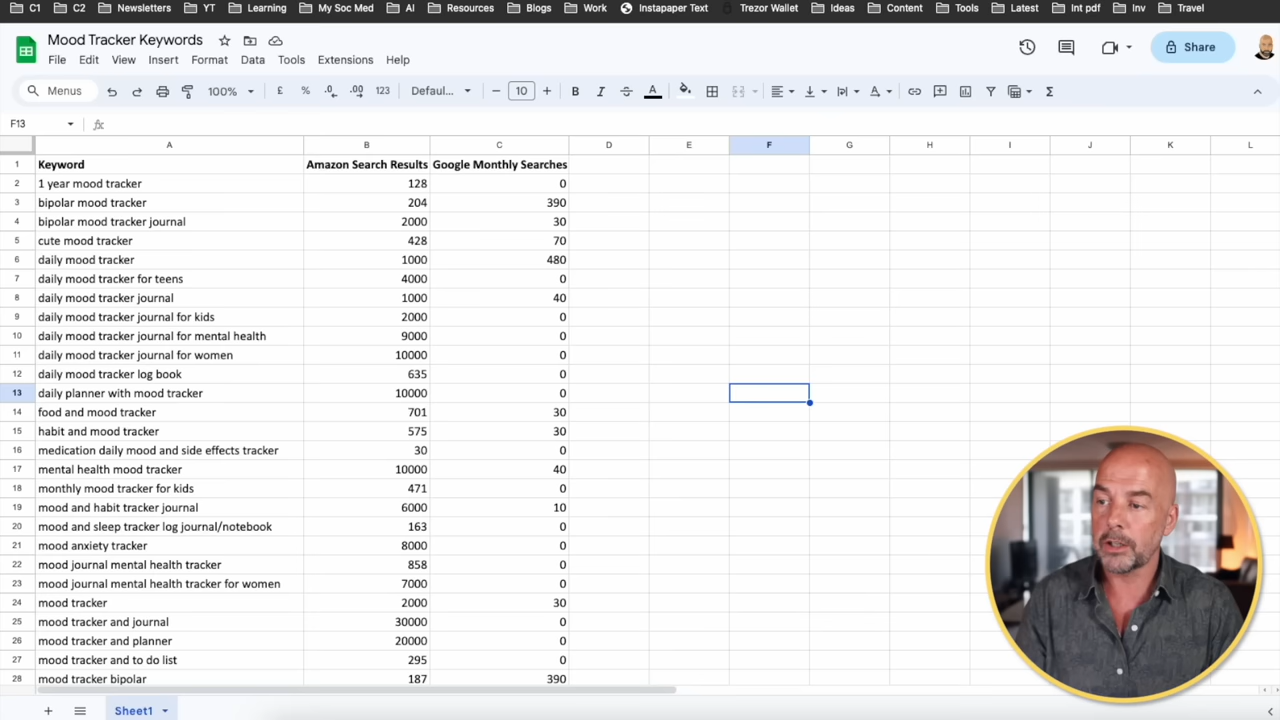 C1 C2 Newsletters YT Learning My Soc Med AI Resources Blogs Work Instapaper Text Trezor Wallet Ideas Content Tools Latest Int pdf Inv Travel
Mood Tracker Keywords
File Edit View Insert Format Data Tools Extensions Help
Share
Menus 100% £ % .0 .00 123 Defaul... 10 B I A Σ
F13 fx
A B C D E F G H I J K L
1 Keyword Amazon Search Results Google Monthly Searches
2 1 year mood tracker 128 0
3 bipolar mood tracker 204 390
4 bipolar mood tracker journal 2000 30
5 cute mood tracker 428 70
6 daily mood tracker 1000 480
7 daily mood tracker for teens 4000 0
8 daily mood tracker journal 1000 40
9 daily mood tracker journal for kids 2000 0
10 daily mood tracker journal for mental health 9000 0
11 daily mood tracker journal for women 10000 0
12 daily mood tracker log book 635 0
13 daily planner with mood tracker 10000 0
14 food and mood tracker 701 30
15 habit and mood tracker 575 30
16 medication daily mood and side effects tracker 30 0
17 mental health mood tracker 10000 40
18 monthly mood tracker for kids 471 0
19 mood and habit tracker journal 6000 10
20 mood and sleep tracker log journal/notebook 163 0
21 mood anxiety tracker 8000 0
22 mood journal mental health tracker 858 0
23 mood journal mental health tracker for women 7000 0
24 mood tracker 2000 30
25 mood tracker and journal 30000 0
26 mood tracker and planner 20000 0
27 mood tracker and to do list 295 0
28 mood tracker bipolar 187 390
Sheet1